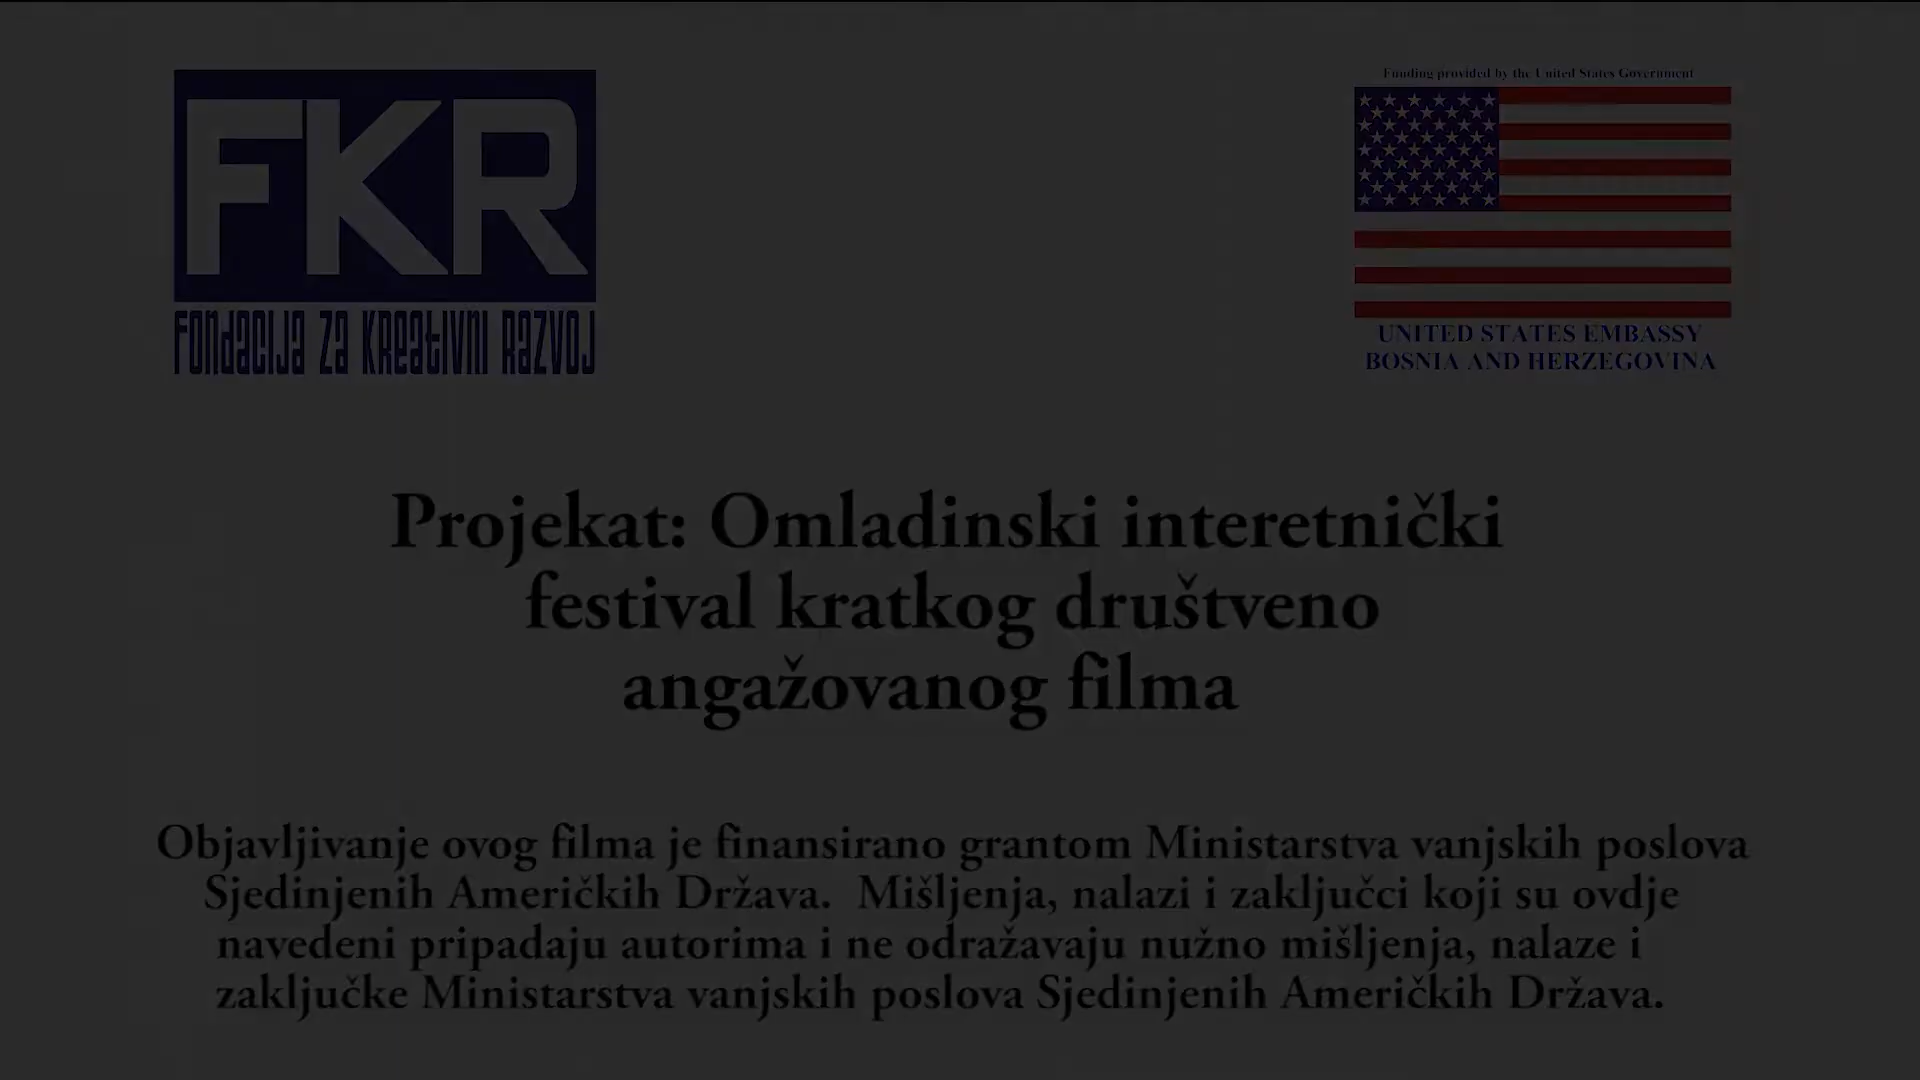 FKR
FONDACIJA ZA KREATIVNI RAZVOJ
Funding provided by the United States Government
UNITED STATES EMBASSY
BOSNIA AND HERZEGOVINA
Projekat: Omladinski interetnički
festival kratkog društveno
angažovanog filma
Objavljivanje ovog filma je finansirano grantom Ministarstva vanjskih poslova
Sjedinjenih Američkih Država. Mišljenja, nalazi i zaključci koji su ovdje
navedeni pripadaju autorima i ne odražavaju nužno mišljenja, nalaze i
zaključke Ministarstva vanjskih poslova Sjedinjenih Američkih Država.